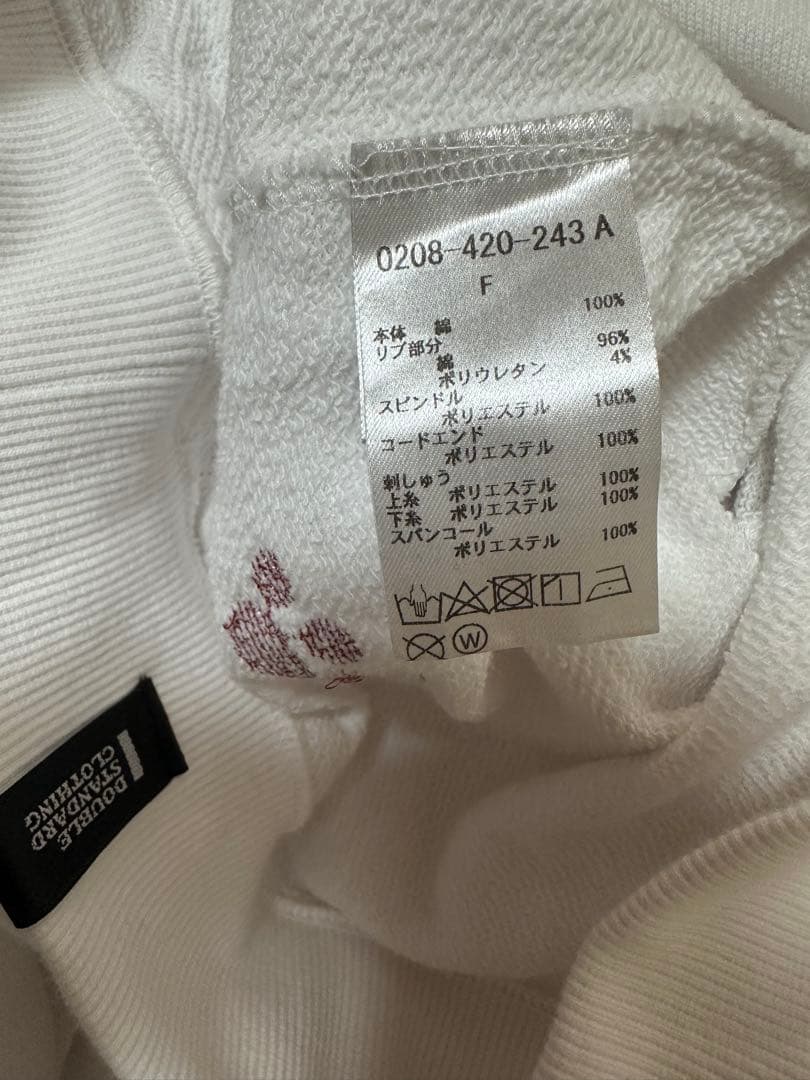 0208-420-243 A
F
本体 綿 100%
リブ部分
綿 96%
ポリウレタン 4%
スピンドル
ポリエステル 100%
コードエンド
ポリエステル 100%
刺しゅう
上糸 ポリエステル 100%
下糸 ポリエステル 100%
スパンコール
ポリエステル 100%
W
DOUBLE
STANDARD
CLOTHING